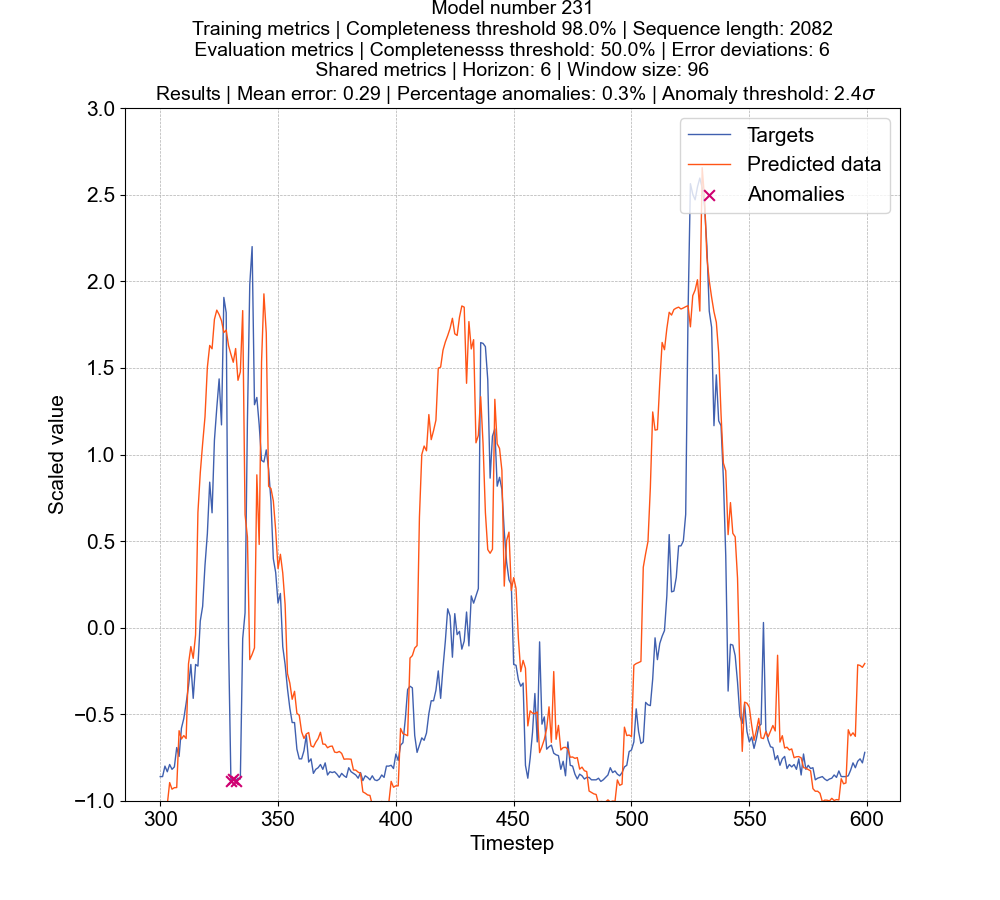 Model number 231
Training metrics | Completeness threshold 98.0% | Sequence length: 2082
Evaluation metrics | Completenesss threshold: 50.0% | Error deviations: 6
Shared metrics | Horizon: 6 | Window size: 96
Results | Mean error: 0.29 | Percentage anomalies: 0.3% | Anomaly threshold: 2.4σ
3.0
2.5
2.0
1.5
1.0
0.5
0.0
−0.5
−1.0
Scaled value
Targets
Predicted data
Anomalies
300 350 400 450 500 550 600
Timestep